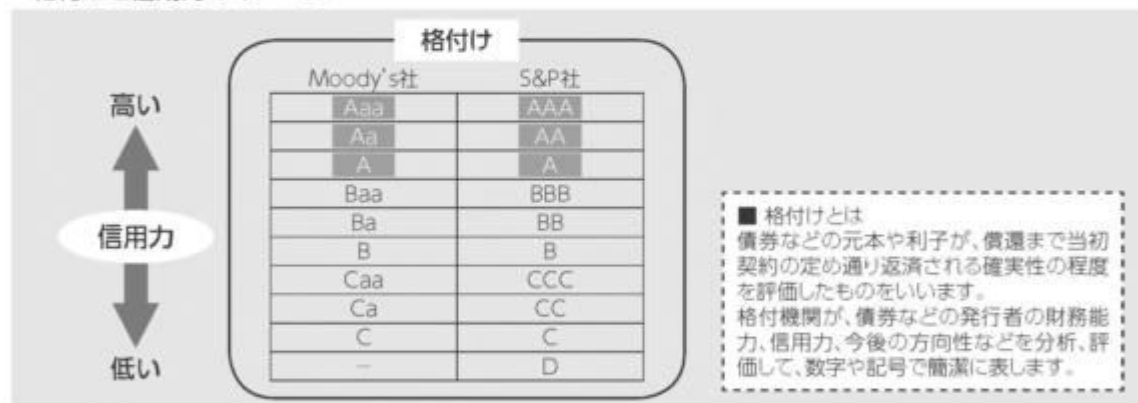 格付け
Moody's社 S&P社
高い
Aaa AAA
Aa AA
A A
Baa BBB
Ba BB
信用力
B B
Caa CCC
Ca CC
C C
低い
― D
■ 格付けとは
債券などの元本や利子が、償還まで当初
契約の定め通り返済される確実性の程度
を評価したものをいいます。
格付機関が、債券などの発行者の財務能
力、信用力、今後の方向性などを分析、評
価して、数字や記号で簡潔に表します。